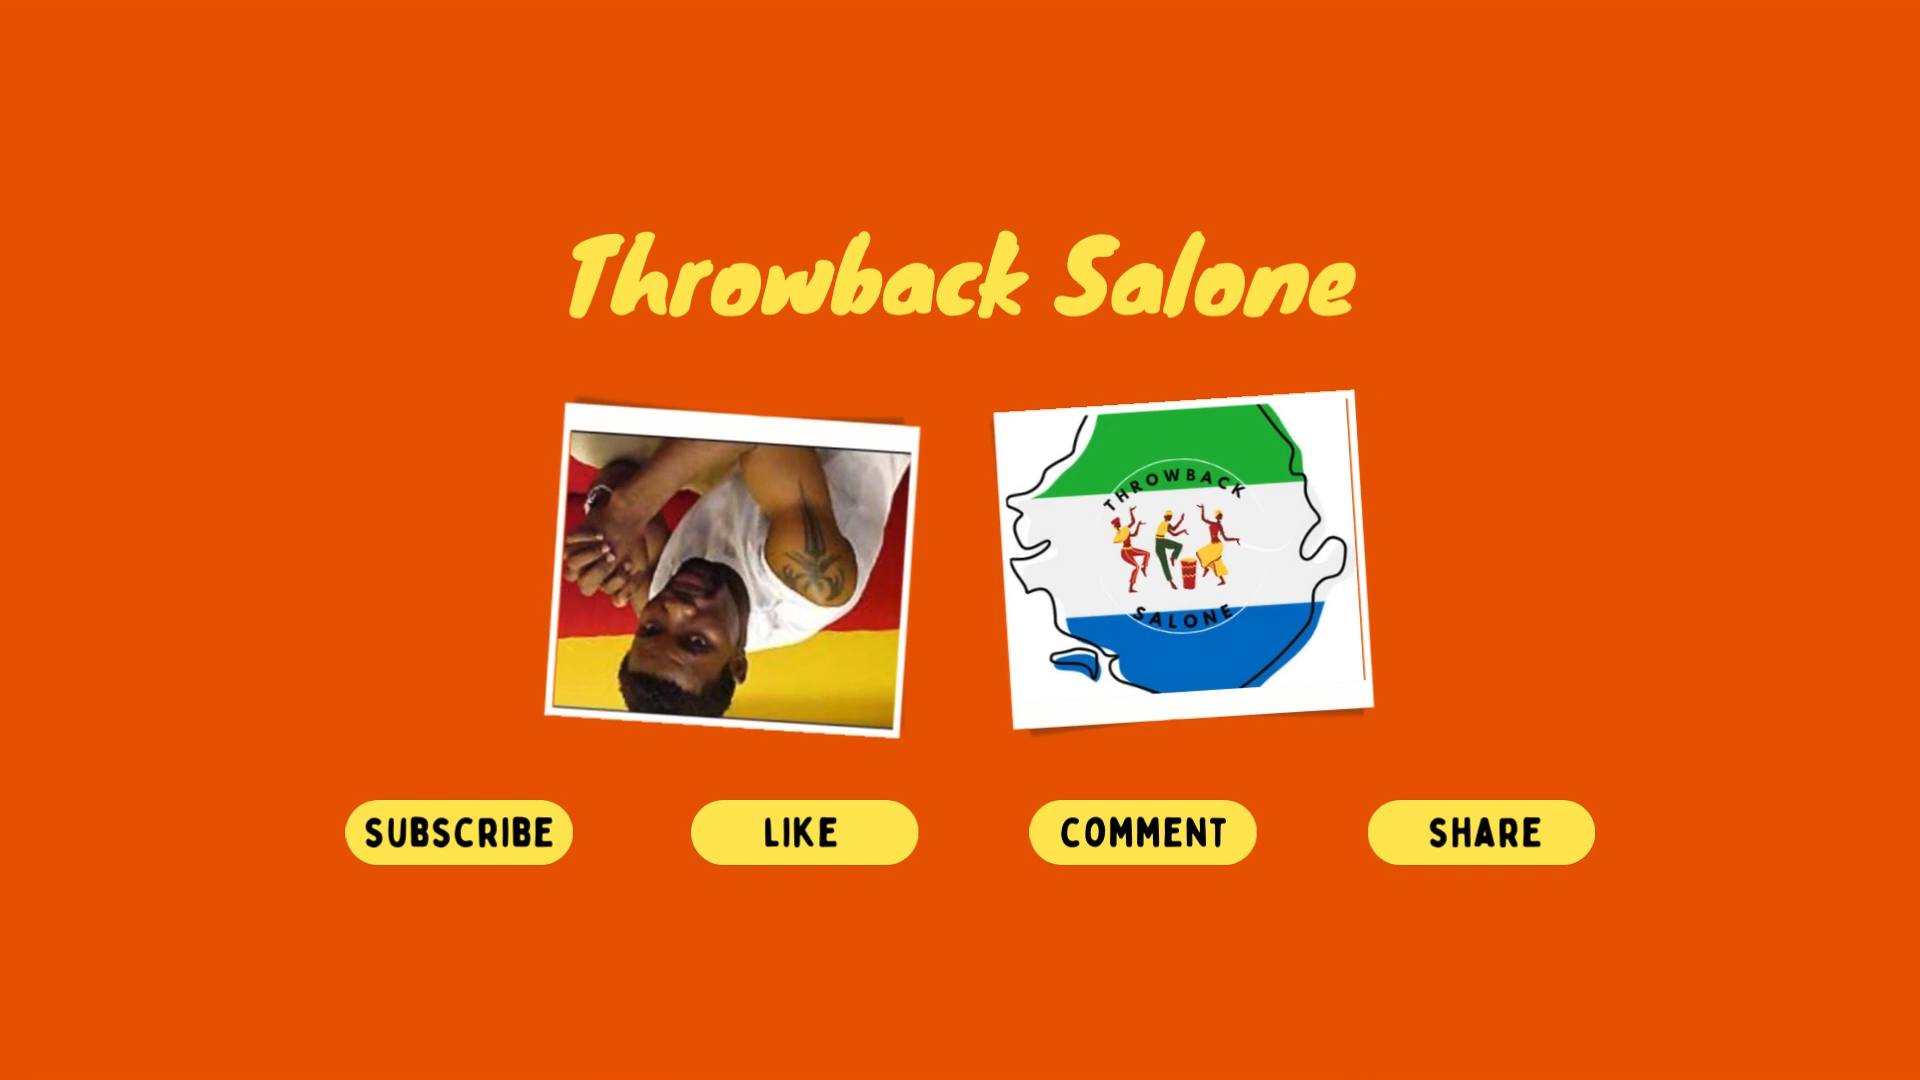 Throwback Salone
THROWBACK
SALONE
SUBSCRIBE
LIKE
COMMENT
SHARE